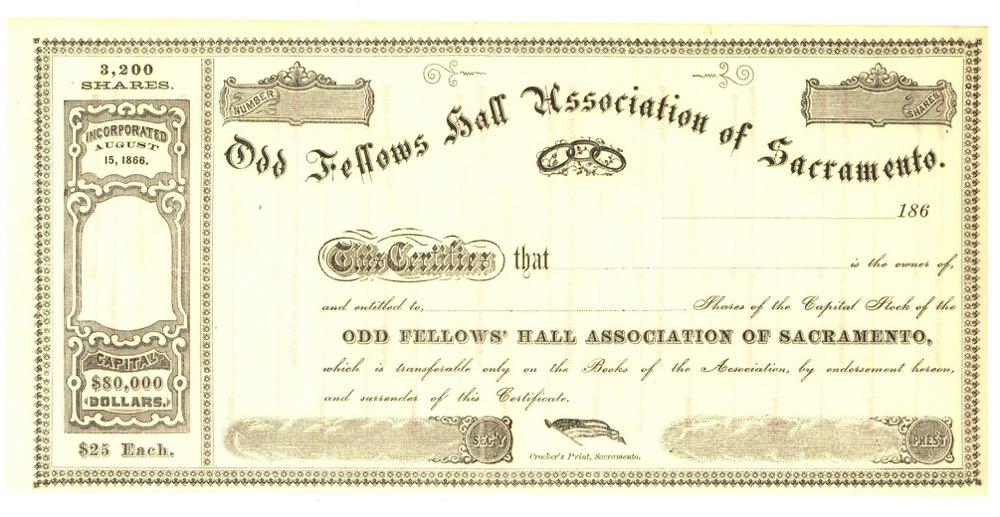 3,200
SHARES.
INCORPORATED
AUGUST
15, 1866.
CAPITAL
$80,000
DOLLARS.
$25 Each.
NUMBER
SHARES
Odd Fellows Hall Association of Sacramento.
186
This Certifies that is the owner of,
and entitled to, Shares of the Capital Stock of the
ODD FELLOWS' HALL ASSOCIATION OF SACRAMENTO,
which is transferable only on the Books of the Association, by endorsement hereon,
and surrender of this Certificate.
SEC'Y
PREST
Crocker's Print, Sacramento.